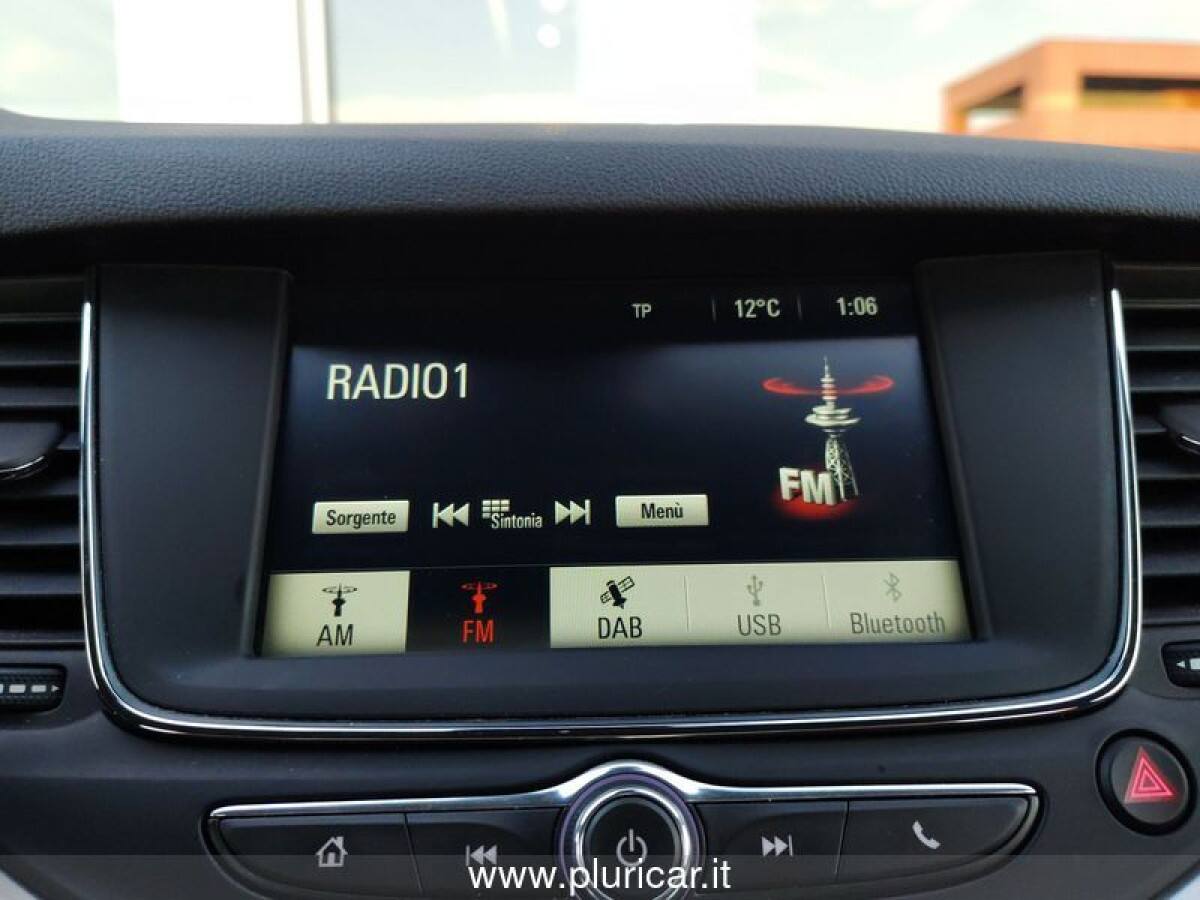 TP 12°C 1:06
RADIO1
FM
Sorgente Sintonia Menù
AM FM DAB USB Bluetooth
www.pluricar.it